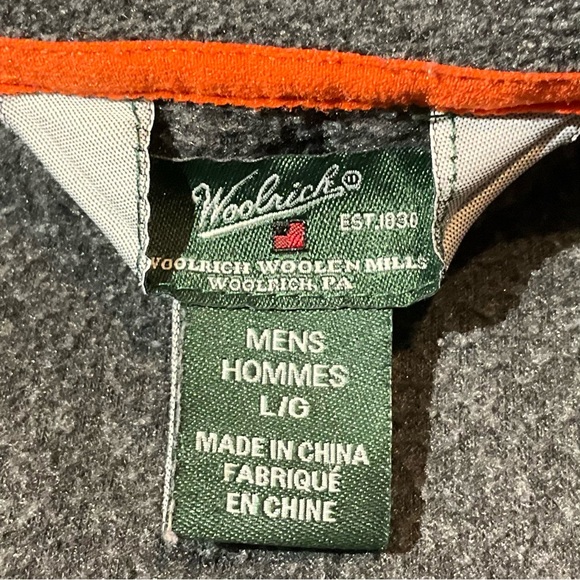 Woolrich
EST.1830
WOOLRICH WOOLEN MILLS
WOOLRICH, PA
MENS
HOMMES
L/G
MADE IN CHINA
FABRIQUÉ
EN CHINE